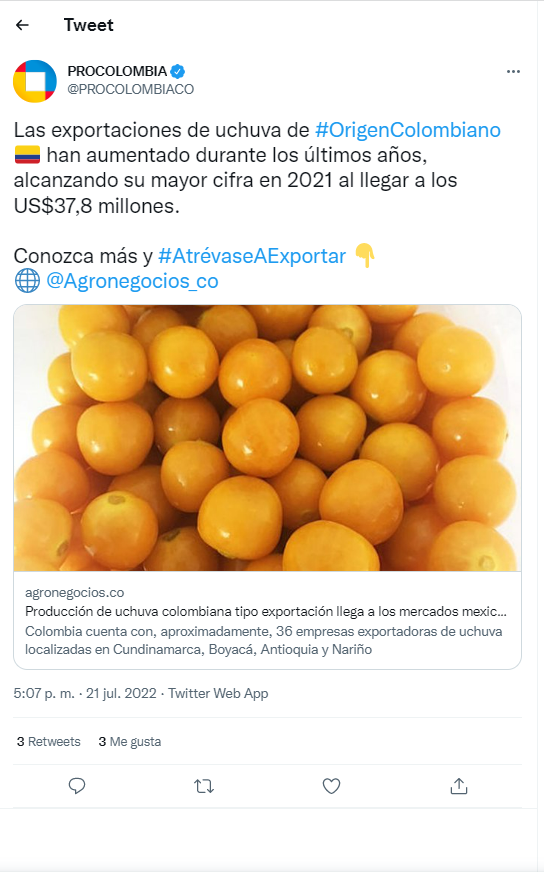 Tweet
PROCOLOMBIA
@PROCOLOMBIACO
Las exportaciones de uchuva de #OrigenColombiano
han aumentado durante los últimos años,
alcanzando su mayor cifra en 2021 al llegar a los
US$37,8 millones.
Conozca más y #AtrévaseAExportar
@Agronegocios_co
agronegocios.co
Producción de uchuva colombiana tipo exportación llega a los mercados mexic...
Colombia cuenta con, aproximadamente, 36 empresas exportadoras de uchuva
localizadas en Cundinamarca, Boyacá, Antioquia y Nariño
5:07 p. m. · 21 jul. 2022 · Twitter Web App
3 Retweets 3 Me gusta